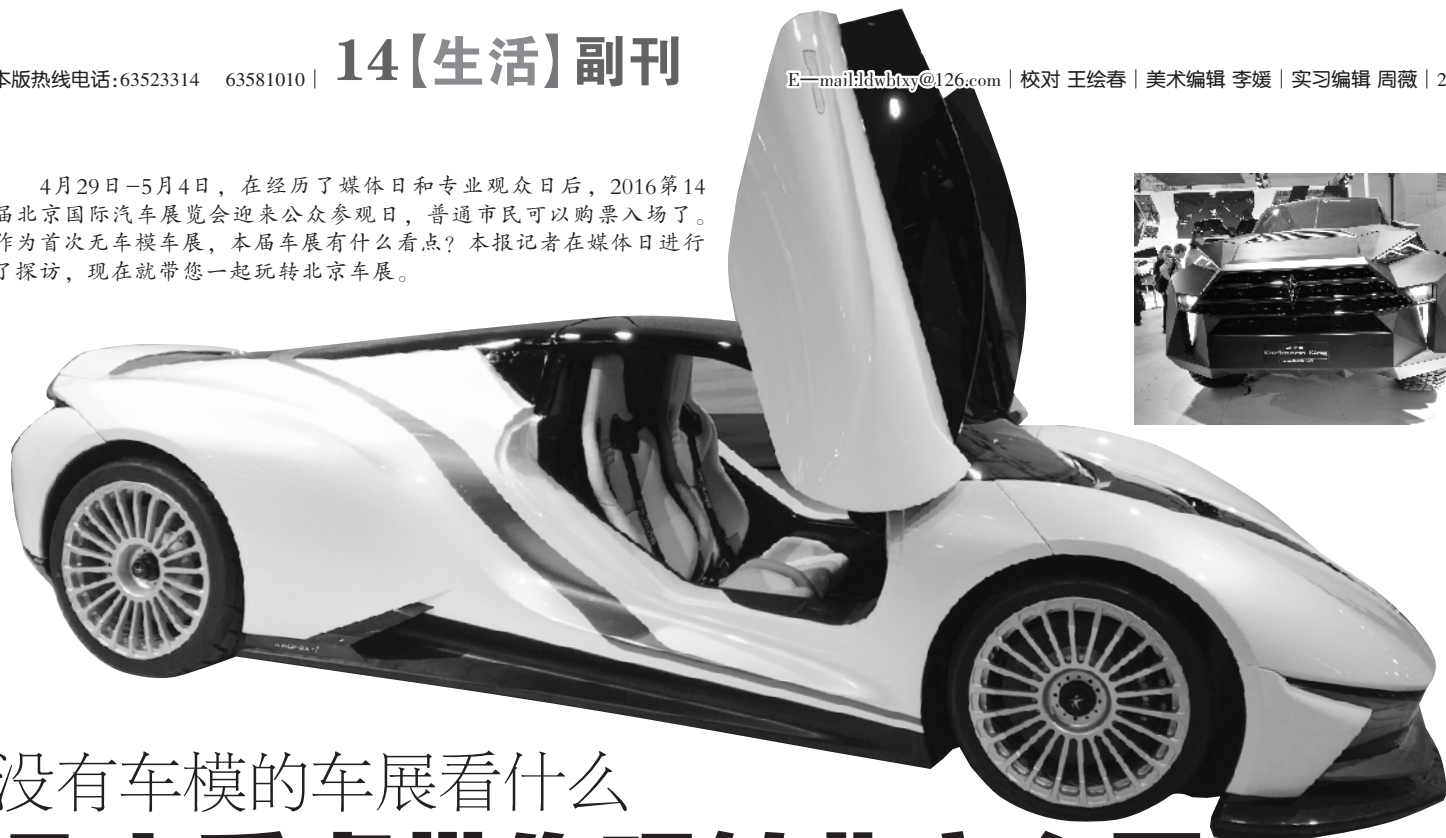 本版热线电话:63523314 63581010 |
14【生活】副刊
E—mail:ldwbtxy@126.com | 校对 王绘春 | 美术编辑 李媛 | 实习编辑 周薇 | 2
4月29日-5月4日，在经历了媒体日和专业观众日后，2016第14
届北京国际汽车展览会迎来公众参观日，普通市民可以购票入场了。
作为首次无车模车展，本届车展有什么看点？本报记者在媒体日进行
了探访，现在就带您一起玩转北京车展。
Karlmann King
没有车模的车展看什么